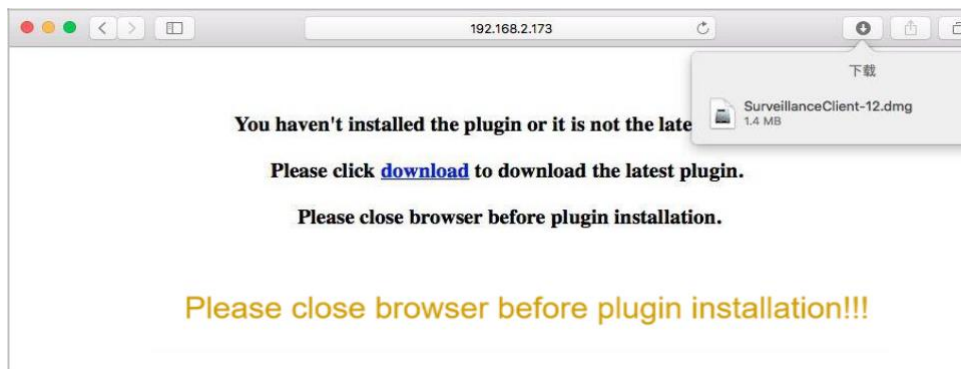 192.168.2.173
下载
SurveillanceClient-12.dmg
1.4 MB
You haven't installed the plugin or it is not the late
Please click download to download the latest plugin.
Please close browser before plugin installation.
Please close browser before plugin installation!!!